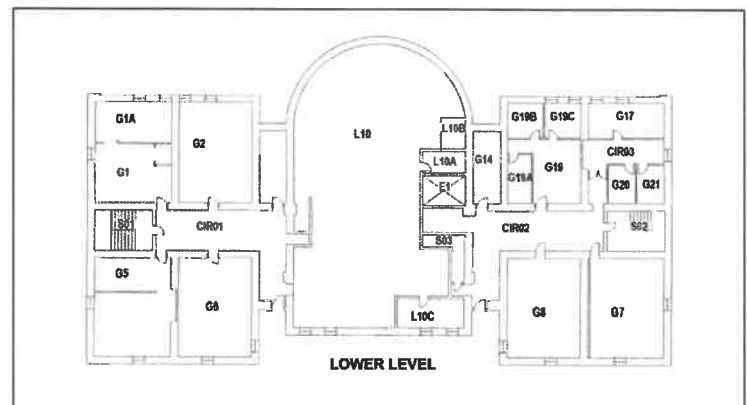 G1A
G2
G1
S01
CIR01
G5
G6
L10
L10B
L10A
E1
S03
L10C
G14
G19B
G19C
G17
CIR03
G19
G19A
G20
G21
CIR02
S02
G8
G7
LOWER LEVEL